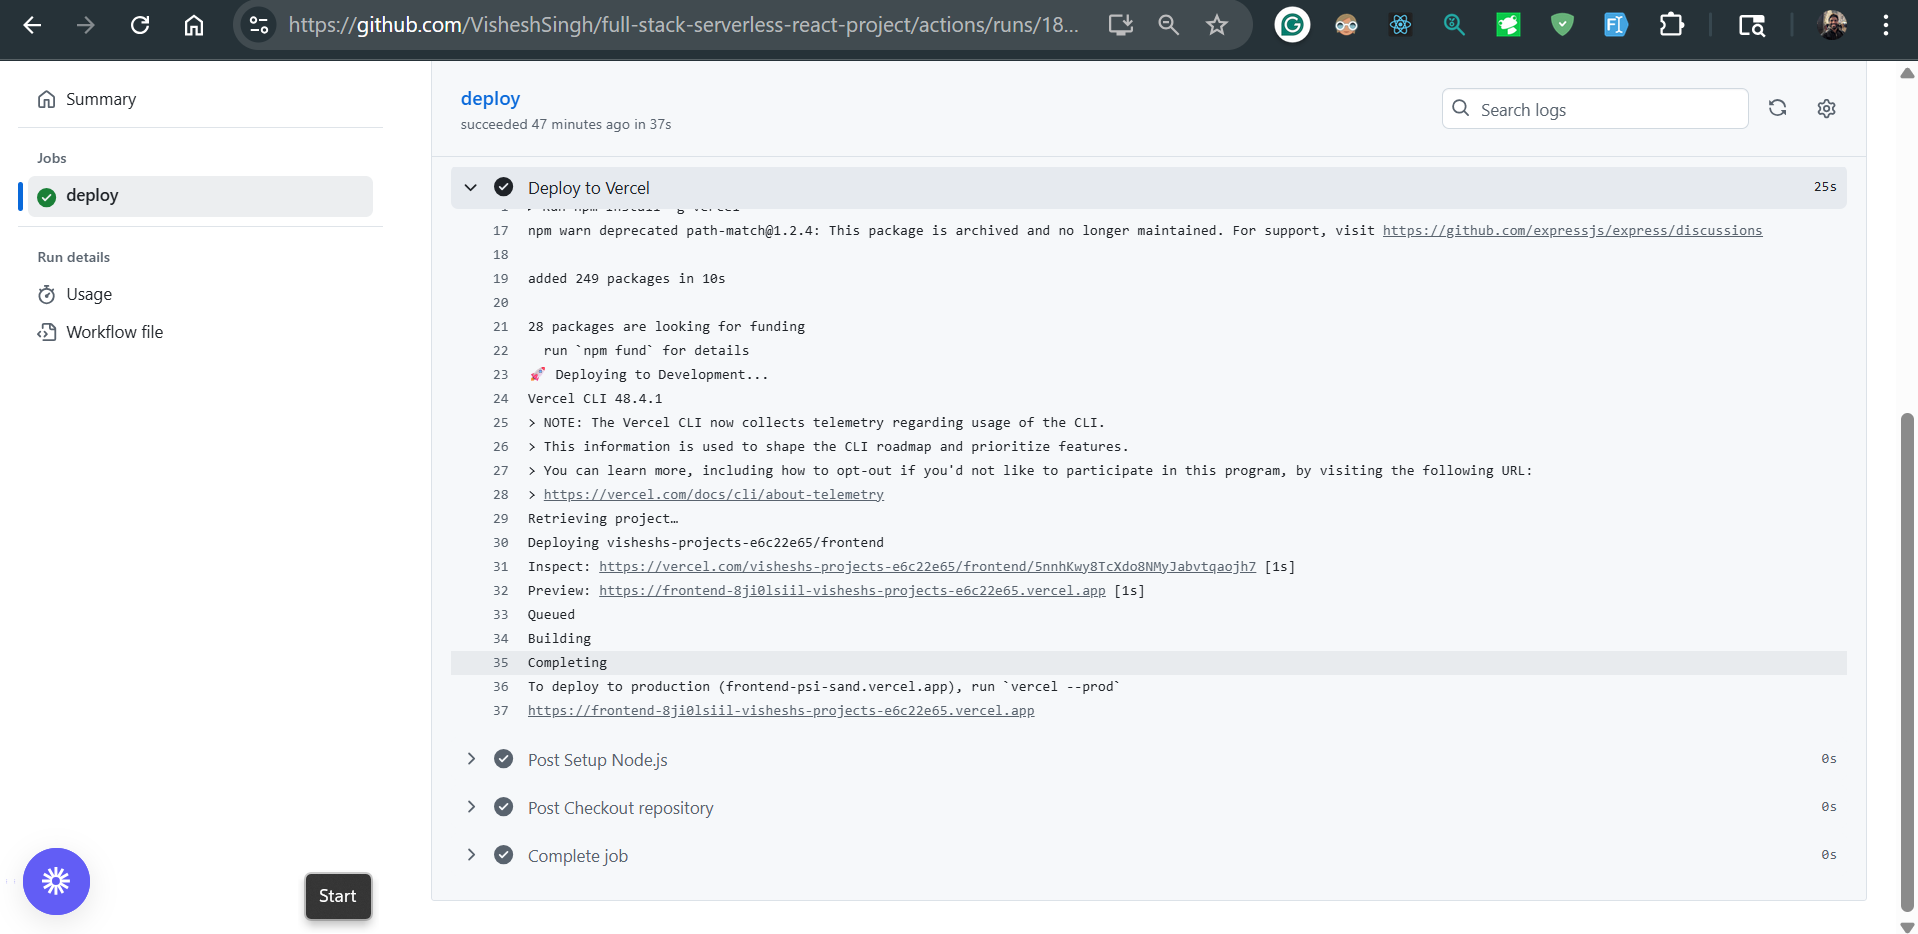 https://github.com/VisheshSingh/full-stack-serverless-react-project/actions/runs/18...
Summary
Jobs
deploy
Run details
Usage
Workflow file
Start
deploy
succeeded 47 minutes ago in 37s
Search logs
Deploy to Vercel
25s
1 > Run npm install -g vercel
17 npm warn deprecated path-match@1.2.4: This package is archived and no longer maintained. For support, visit https://github.com/expressjs/express/discussions
18
19 added 249 packages in 10s
20
21 28 packages are looking for funding
22 run `npm fund` for details
23 🚀 Deploying to Development...
24 Vercel CLI 48.4.1
25 > NOTE: The Vercel CLI now collects telemetry regarding usage of the CLI.
26 > This information is used to shape the CLI roadmap and prioritize features.
27 > You can learn more, including how to opt-out if you'd not like to participate in this program, by visiting the following URL:
28 > https://vercel.com/docs/cli/about-telemetry
29 Retrieving project…
30 Deploying visheshs-projects-e6c22e65/frontend
31 Inspect: https://vercel.com/visheshs-projects-e6c22e65/frontend/5nnhKwy8TcXdo8NMyJabvtqaojh7 [1s]
32 Preview: https://frontend-8ji0lsiil-visheshs-projects-e6c22e65.vercel.app [1s]
33 Queued
34 Building
35 Completing
36 To deploy to production (frontend-psi-sand.vercel.app), run `vercel --prod`
37 https://frontend-8ji0lsiil-visheshs-projects-e6c22e65.vercel.app
Post Setup Node.js
0s
Post Checkout repository
0s
Complete job
0s